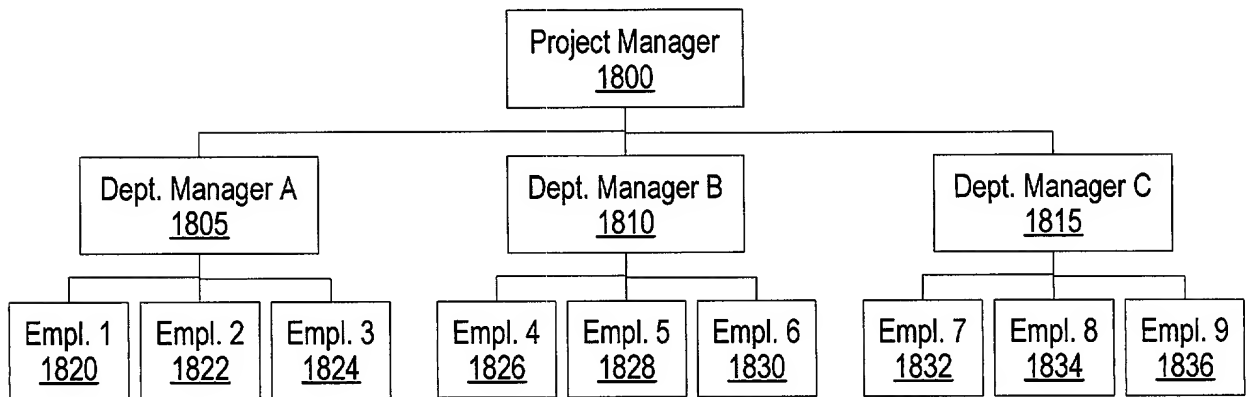 Project Manager
1800
Dept. Manager A
1805
Dept. Manager B
1810
Dept. Manager C
1815
Empl. 1
1820
Empl. 2
1822
Empl. 3
1824
Empl. 4
1826
Empl. 5
1828
Empl. 6
1830
Empl. 7
1832
Empl. 8
1834
Empl. 9
1836